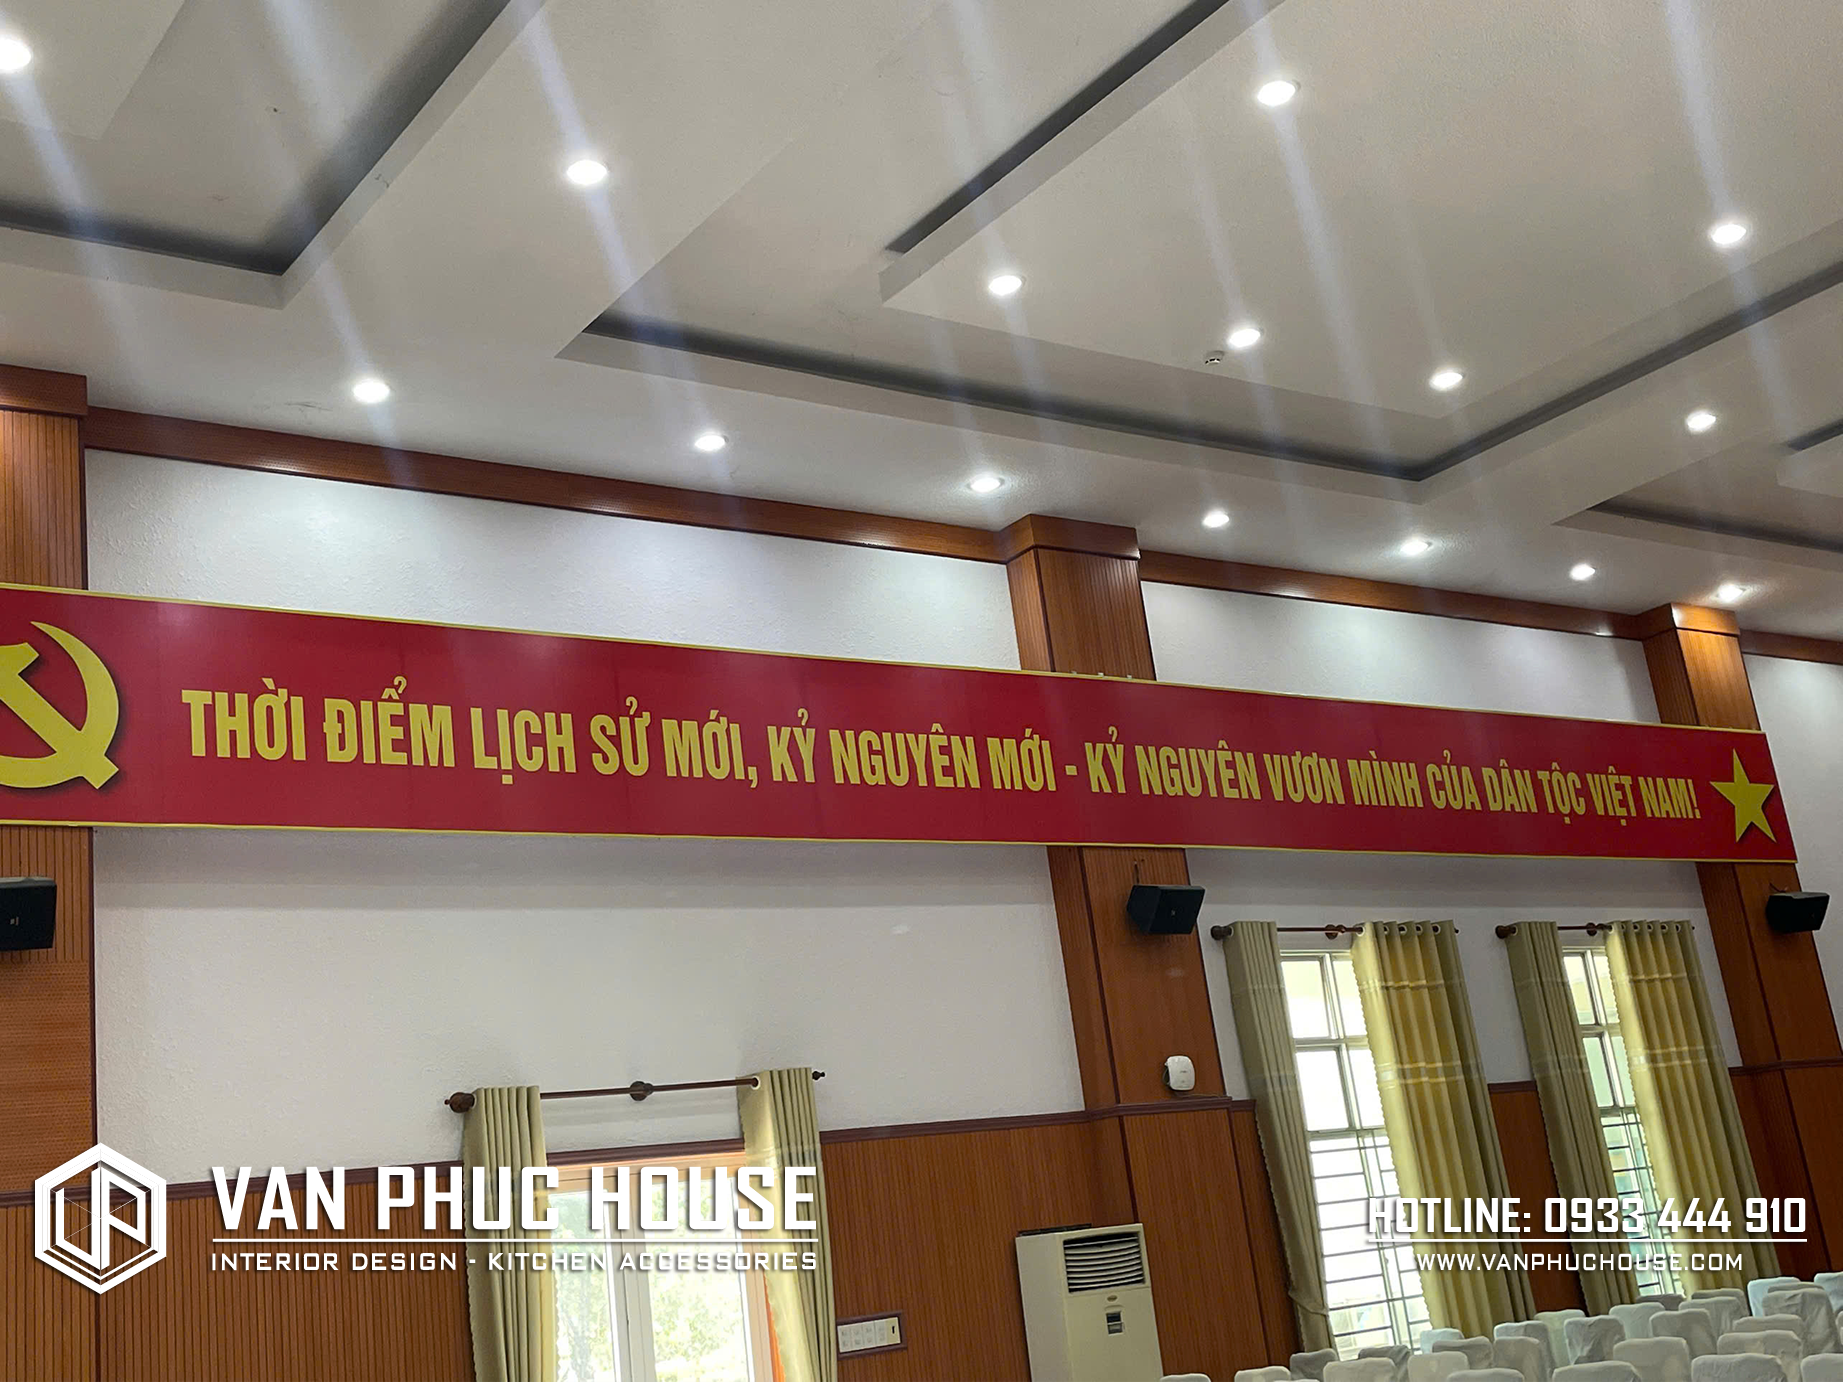 THỜI ĐIỂM LỊCH SỬ MỚI, KỶ NGUYÊN MỚI - KỶ NGUYÊN VƯƠN MÌNH CỦA DÂN TỘC VIỆT NAM!
VAN PHUC HOUSE
INTERIOR DESIGN - KITCHEN ACCESSORIES
HOTLINE: 0933 444 910
WWW.VANPHUCHOUSE.COM